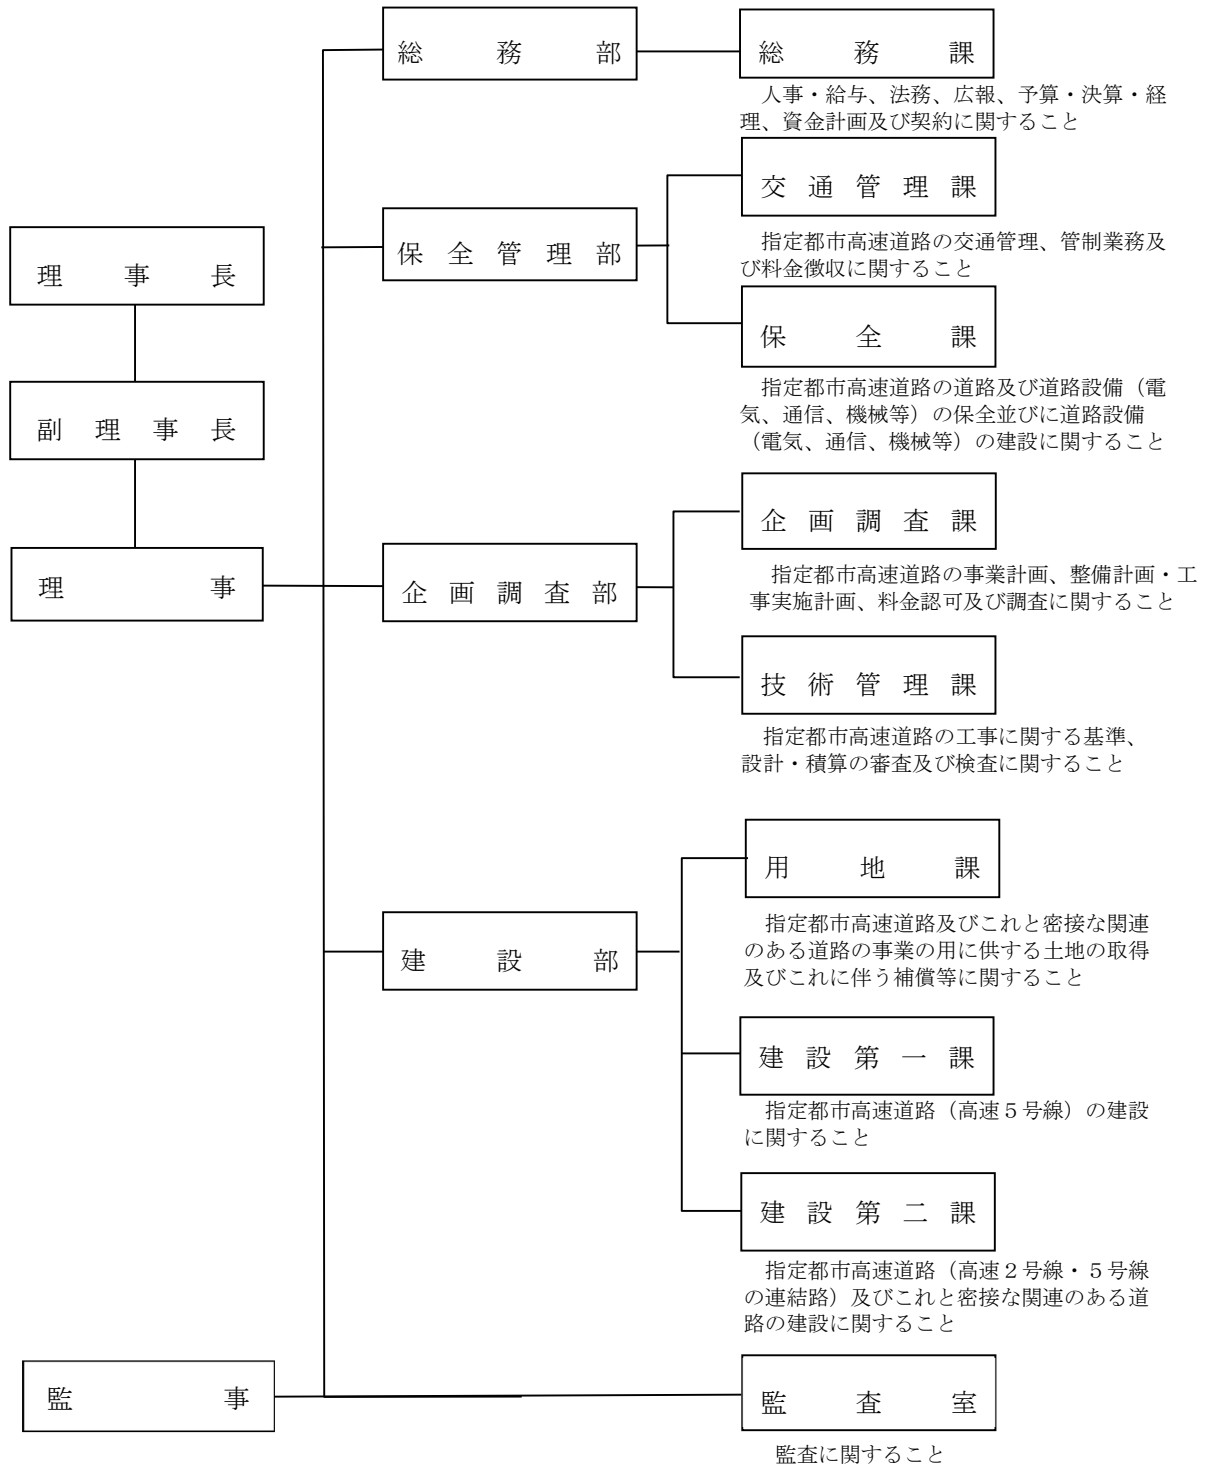 理事長
副理事長
理事
総務部
総務課
人事・給与、法務、広報、予算・決算・経
理、資金計画及び契約に関すること
保全管理部
交通管理課
指定都市高速道路の交通管理、管制業務及
び料金徴収に関すること
保全課
指定都市高速道路の道路及び道路設備（電
気、通信、機械等）の保全並びに道路設備
（電気、通信、機械等）の建設に関すること
企画調査部
企画調査課
指定都市高速道路の事業計画、整備計画・工
事実施計画、料金認可及び調査に関すること
技術管理課
指定都市高速道路の工事に関する基準、
設計・積算の審査及び検査に関すること
建設部
用地課
指定都市高速道路及びこれと密接な関連
のある道路の事業の用に供する土地の取得
及びこれに伴う補償等に関すること
建設第一課
指定都市高速道路（高速５号線）の建設
に関すること
建設第二課
指定都市高速道路（高速２号線・５号線
の連結路）及びこれと密接な関連のある道
路の建設に関すること
監事
監査室
監査に関すること